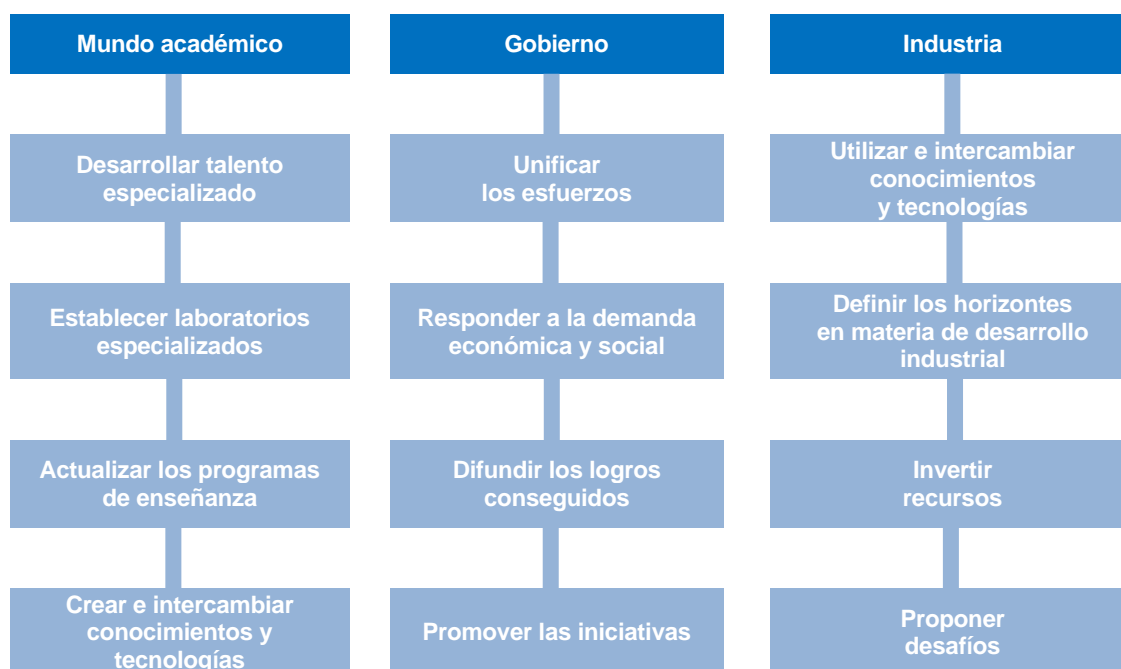 Mundo académico
Desarrollar talento
especializado
Establecer laboratorios
especializados
Actualizar los programas
de enseñanza
Crear e intercambiar
conocimientos y
tecnologías
Gobierno
Unificar
los esfuerzos
Responder a la demanda
económica y social
Difundir los logros
conseguidos
Promover las iniciativas
Industria
Utilizar e intercambiar
conocimientos
y tecnologías
Definir los horizontes
en materia de desarrollo
industrial
Invertir
recursos
Proponer
desafíos